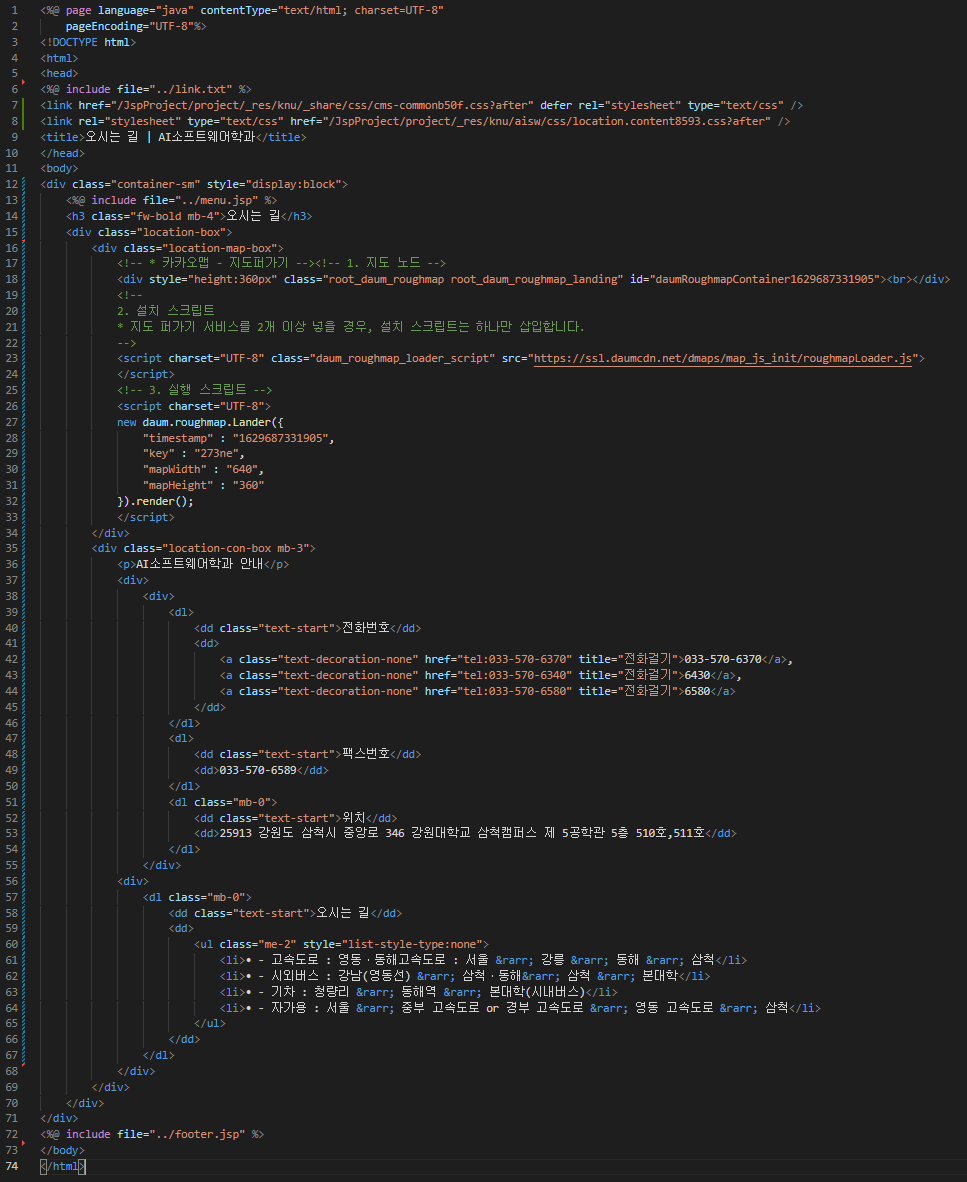 1 <%@ page language="java" contentType="text/html; charset=UTF-8"
2     pageEncoding="UTF-8"%>
3 <!DOCTYPE html>
4 <html>
5 <head>
6 <%@ include file="../link.txt" %>
7 <link href="/JspProject/project/_res/knu/_share/css/cms-commonb50f.css?after" defer rel="stylesheet" type="text/css" />
8 <link rel="stylesheet" type="text/css" href="/JspProject/project/_res/knu/aisw/css/location.content8593.css?after" />
9 <title>오시는 길 | AI소프트웨어학과</title>
10 </head>
11 <body>
12 <div class="container-sm" style="display:block">
13     <%@ include file="../menu.jsp" %>
14     <h3 class="fw-bold mb-4">오시는 길</h3>
15     <div class="location-box">
16         <div class="location-map-box">
17             <!-- * 카카오맵 - 지도퍼가기 --><!-- 1. 지도 노드 -->
18             <div style="height:360px" class="root_daum_roughmap root_daum_roughmap_landing" id="daumRoughmapContainer1629687331905"><br></div>
19             <!--
20             2. 설치 스크립트
21             * 지도 퍼가기 서비스를 2개 이상 넣을 경우, 설치 스크립트는 하나만 삽입합니다.
22             -->
23             <script charset="UTF-8" class="daum_roughmap_loader_script" src="https://ssl.daumcdn.net/dmaps/map_js_init/roughmapLoader.js">
24             </script>
25             <!-- 3. 실행 스크립트 -->
26             <script charset="UTF-8">
27             new daum.roughmap.Lander({
28                 "timestamp" : "1629687331905",
29                 "key" : "273ne",
30                 "mapWidth" : "640",
31                 "mapHeight" : "360"
32             }).render();
33             </script>
34         </div>
35         <div class="location-con-box mb-3">
36             <p>AI소프트웨어학과 안내</p>
37             <div>
38                 <div>
39                     <dl>
40                         <dd class="text-start">전화번호</dd>
41                         <dd>
42                             <a class="text-decoration-none" href="tel:033-570-6370" title="전화걸기">033-570-6370</a>,
43                             <a class="text-decoration-none" href="tel:033-570-6340" title="전화걸기">6430</a>,
44                             <a class="text-decoration-none" href="tel:033-570-6580" title="전화걸기">6580</a>
45                         </dd>
46                     </dl>
47                     <dl>
48                         <dd class="text-start">팩스번호</dd>
49                         <dd>033-570-6589</dd>
50                     </dl>
51                     <dl class="mb-0">
52                         <dd class="text-start">위치</dd>
53                         <dd>25913 강원도 삼척시 중앙로 346 강원대학교 삼척캠퍼스 제 5공학관 5층 510호,511호</dd>
54                     </dl>
55                 </div>
56             <div>
57                 <dl class="mb-0">
58                     <dd class="text-start">오시는 길</dd>
59                     <dd>
60                         <ul class="me-2" style="list-style-type:none">
61                             <li>• - 고속도로 : 영동·동해고속도로 : 서울 &rarr; 강릉 &rarr; 동해 &rarr; 삼척</li>
62                             <li>• - 시외버스 : 강남(영동선) &rarr; 삼척·동해&rarr; 삼척 &rarr; 본대학</li>
63                             <li>• - 기차 : 청량리 &rarr; 동해역 &rarr; 본대학(시내버스)</li>
64                             <li>• - 자가용 : 서울 &rarr; 중부 고속도로 or 경부 고속도로 &rarr; 영동 고속도로 &rarr; 삼척</li>
65                         </ul>
66                     </dd>
67                 </dl>
68             </div>
69         </div>
70     </div>
71 </div>
72 <%@ include file="../footer.jsp" %>
73 </body>
74 </html>